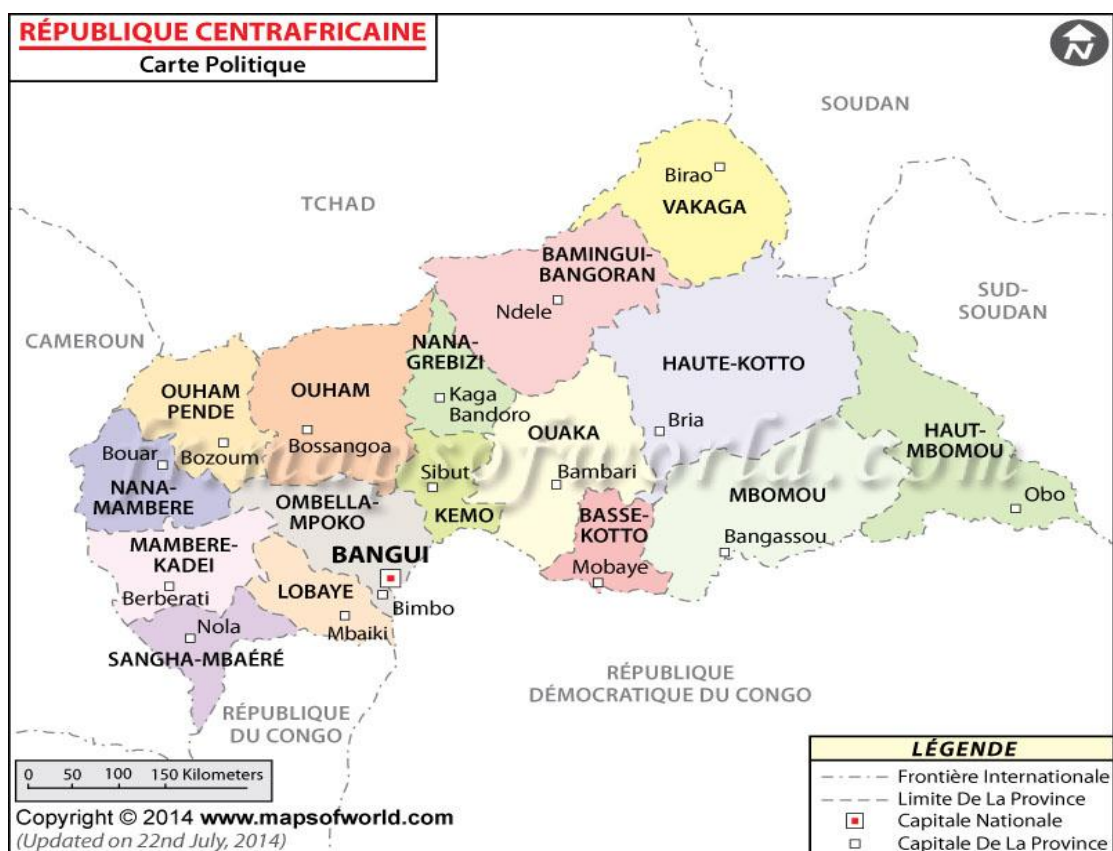 RÉPUBLIQUE CENTRAFRICAINE
Carte Politique
N
SOUDAN
Birao
VAKAGA
TCHAD
BAMINGUI-
BANGORAN
Ndele
SUD-
SOUDAN
CAMEROUN
NANA-
GREBIZI
HAUTE-KOTTO
OUHAM
PENDE
OUHAM
Kaga
Bandoro
Bria
OUAKA
HAUT-
MBOMOU
Bossangoa
Bouar
Bozoum
frmapsofworld.com
Sibut
Bambari
NANA-
MAMBERE
MBOMOU
Obo
OMBELLA-
MPOKO
KEMO
BASSE-
KOTTO
Bangassou
MAMBERE-
KADEI
BANGUI
Mobaye
Berberati
LOBAYE
Bimbo
Nola
Mbaiki
SANGHA-MBAÉRÉ
RÉPUBLIQUE
DÉMOCRATIQUE DU CONGO
RÉPUBLIQUE
DU CONGO
0 50 100 150 Kilometers
Copyright © 2014 www.mapsofworld.com
(Updated on 22nd July, 2014)
LÉGENDE
Frontière Internationale
Limite De La Province
Capitale Nationale
Capitale De La Province